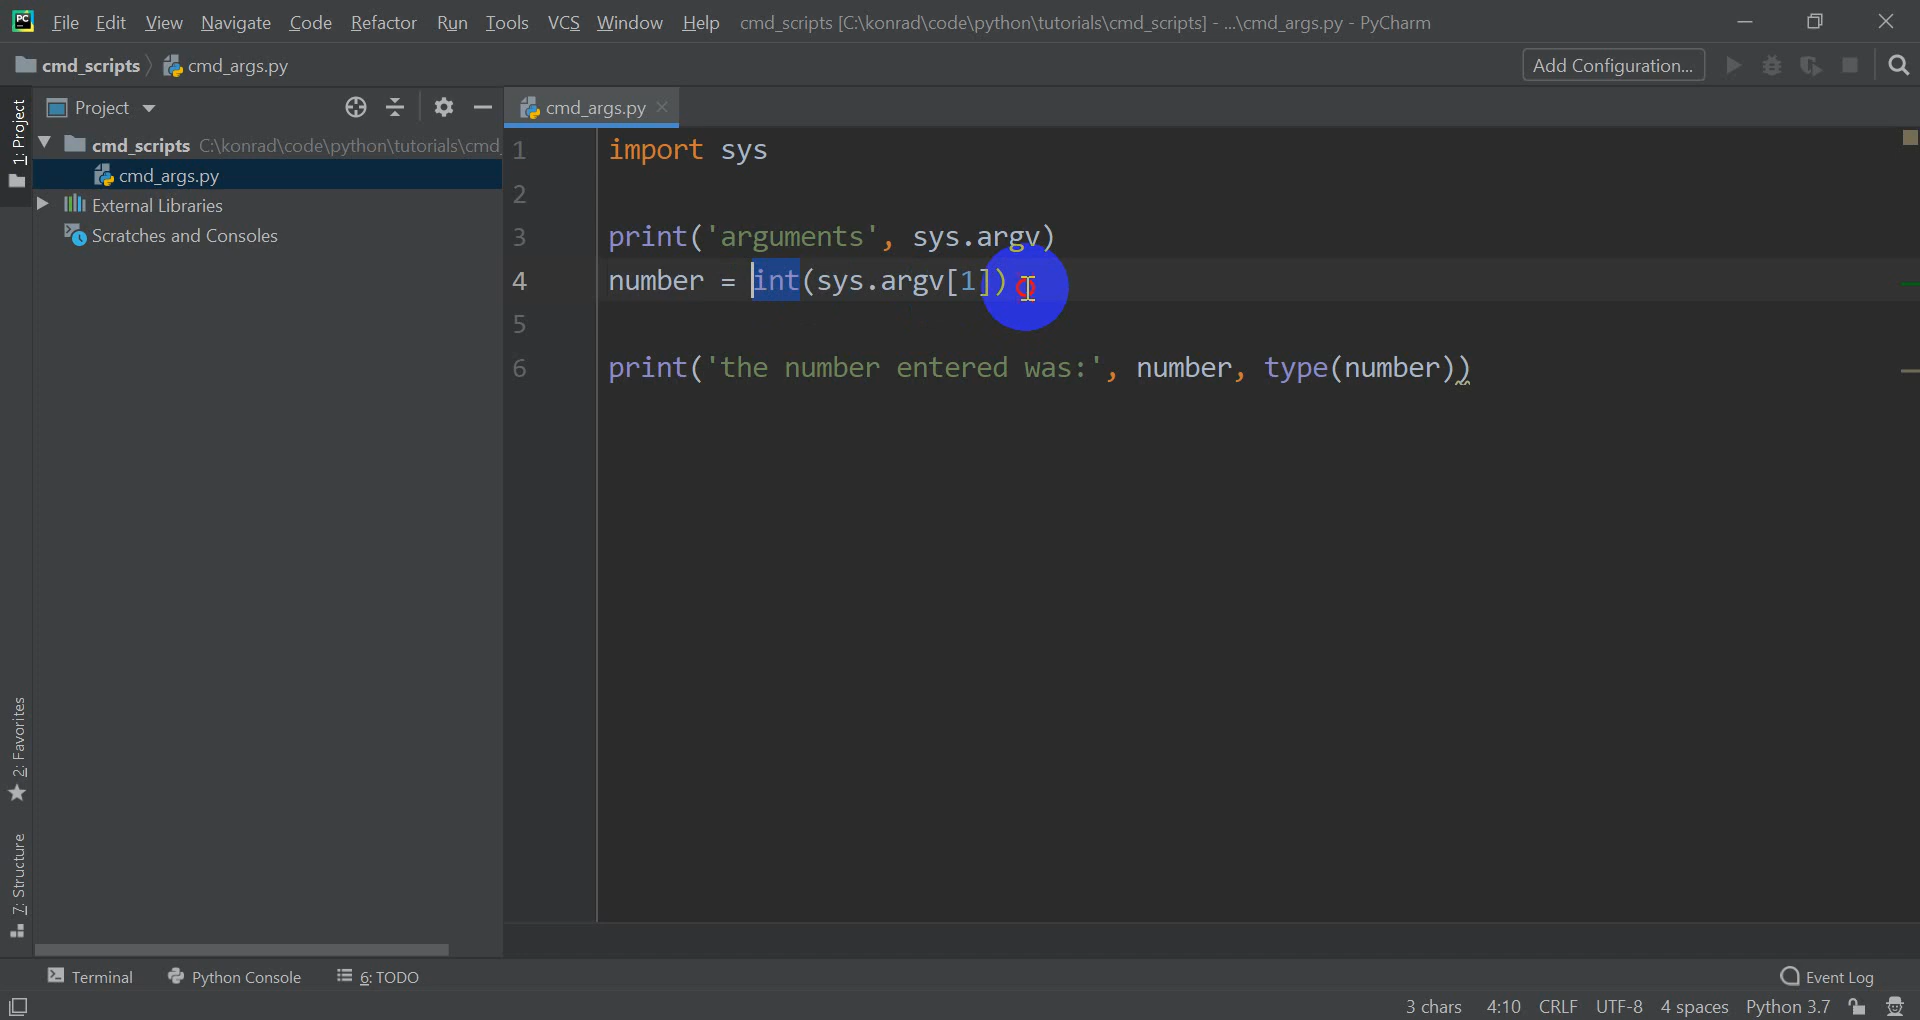 PC File Edit View Navigate Code Refactor Run Tools VCS Window Help cmd_scripts [C:\konrad\code\python\tutorials\cmd_scripts] - ...\cmd_args.py - PyCharm
cmd_scripts cmd_args.py Add Configuration...
1: Project
Project
cmd_scripts C:\konrad\code\python\tutorials\cmd_
cmd_args.py
External Libraries
Scratches and Consoles
cmd_args.py
1 import sys
2
3 print('arguments', sys.argv)
4 number = int(sys.argv[1])
5
6 print('the number entered was:', number, type(number))
2: Favorites
7: Structure
Terminal Python Console 6: TODO Event Log
3 chars 4:10 CRLF UTF-8 4 spaces Python 3.7